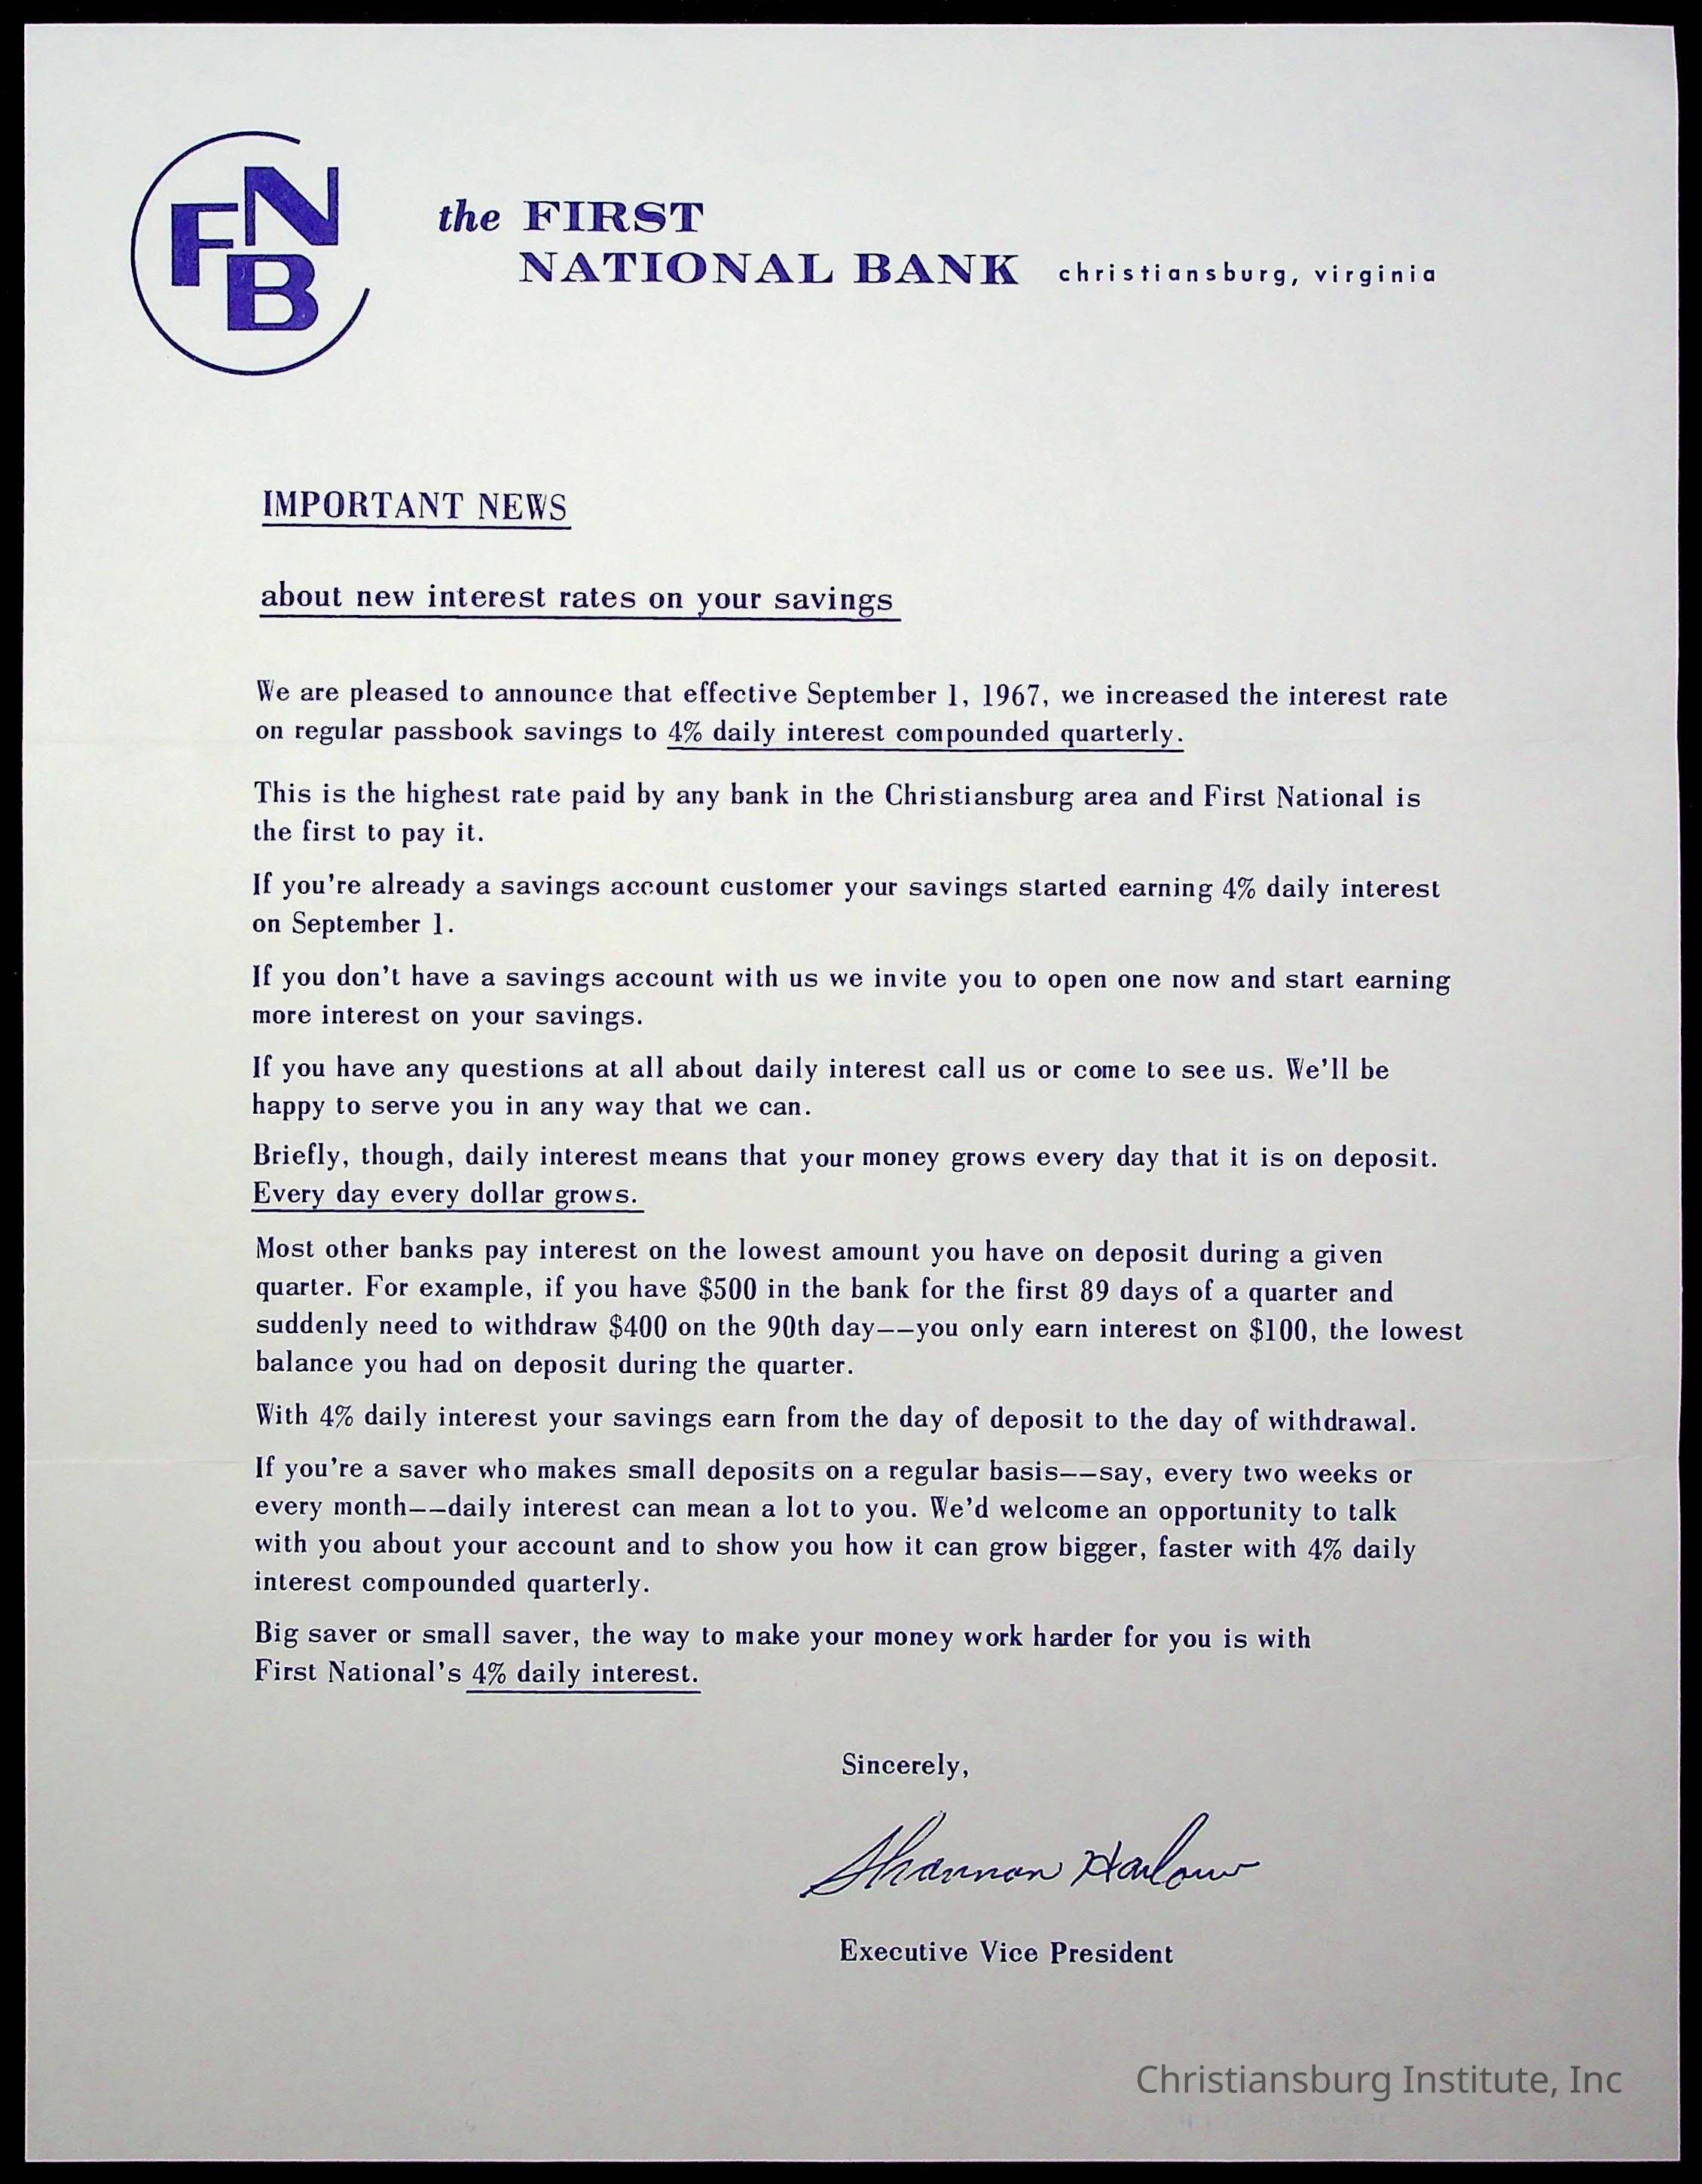 FNB
the FIRST
NATIONAL BANK christiansburg, virginia
IMPORTANT NEWS
about new interest rates on your savings
We are pleased to announce that effective September 1, 1967, we increased the interest rate
on regular passbook savings to 4% daily interest compounded quarterly.
This is the highest rate paid by any bank in the Christiansburg area and First National is
the first to pay it.
If you're already a savings account customer your savings started earning 4% daily interest
on September 1.
If you don't have a savings account with us we invite you to open one now and start earning
more interest on your savings.
If you have any questions at all about daily interest call us or come to see us. We'll be
happy to serve you in any way that we can.
Briefly, though, daily interest means that your money grows every day that it is on deposit.
Every day every dollar grows.
Most other banks pay interest on the lowest amount you have on deposit during a given
quarter. For example, if you have $500 in the bank for the first 89 days of a quarter and
suddenly need to withdraw $400 on the 90th day--you only earn interest on $100, the lowest
balance you had on deposit during the quarter.
With 4% daily interest your savings earn from the day of deposit to the day of withdrawal.
If you're a saver who makes small deposits on a regular basis--say, every two weeks or
every month--daily interest can mean a lot to you. We'd welcome an opportunity to talk
with you about your account and to show you how it can grow bigger, faster with 4% daily
interest compounded quarterly.
Big saver or small saver, the way to make your money work harder for you is with
First National's 4% daily interest.
Sincerely,
Shannon Harlow
Executive Vice President
Christiansburg Institute, Inc